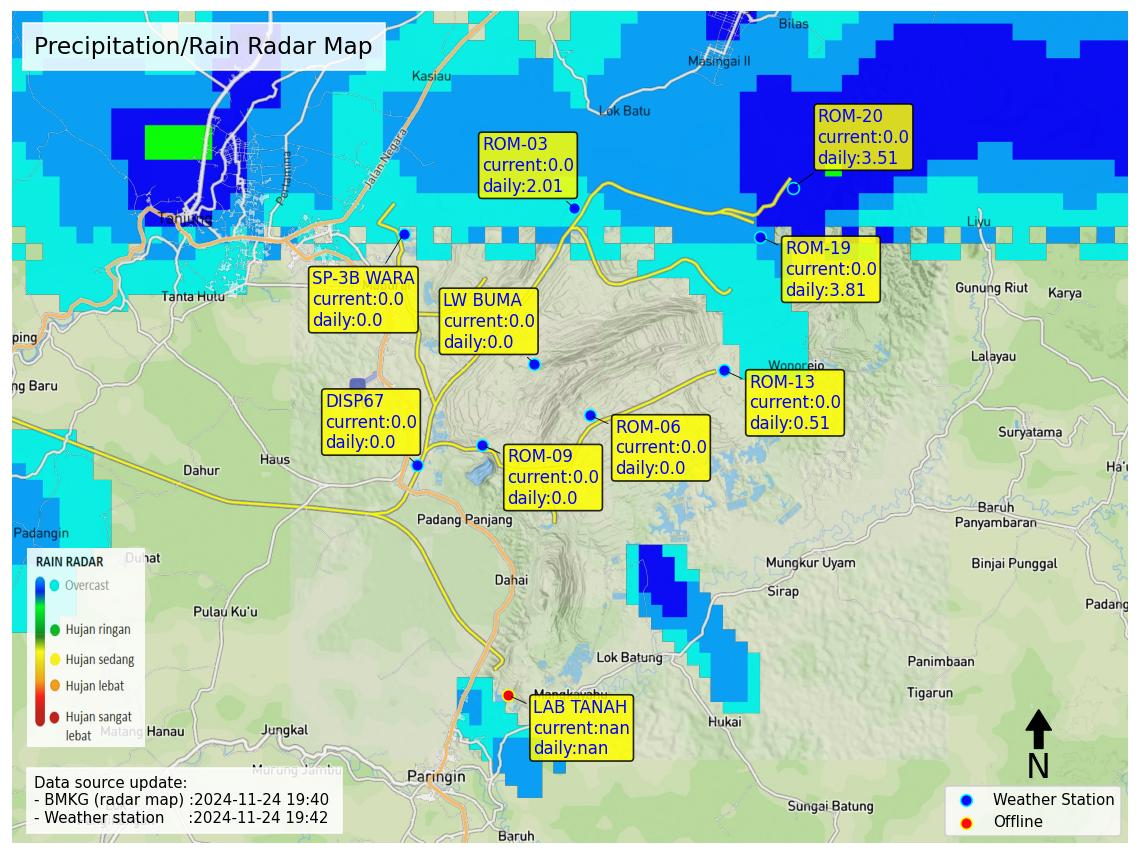 Precipitation/Rain Radar Map
Bilas
Masingai II
Kasiau
Lok Batu
ROM-20
current:0.0
daily:3.51
ROM-03
current:0.0
daily:2.01
Jalan Negara
Pertamina
Tanjung
Liyu
ROM-19
current:0.0
daily:3.81
SP-3B WARA
current:0.0
daily:0.0
LW BUMA
current:0.0
daily:0.0
Tanta Hulu
Gunung Riut
Karya
ping
Lalayau
Wonorejo
ng Baru
ROM-13
current:0.0
daily:0.51
DISP67
current:0.0
daily:0.0
ROM-06
current:0.0
daily:0.0
Suryatama
ROM-09
current:0.0
daily:0.0
Haus
Dahur
Ha'u
Padang Panjang
Baruh
Panyambaran
Padangin
Duhat
Mungkur Uyam
Binjai Punggal
Dahai
Sirap
Padang
Pulau Ku'u
RAIN RADAR
Overcast
Hujan ringan
Hujan sedang
Hujan lebat
Hujan sangat
lebat
Lok Batung
Panimbaan
Tigarun
Mangkayahu
LAB TANAH
current:nan
daily:nan
Hukai
Matang Hanau
Jungkal
Murung Jambu
Paringin
N
Sungai Batung
Baruh
Data source update:
- BMKG (radar map) :2024-11-24 19:40
- Weather station :2024-11-24 19:42
Weather Station
Offline